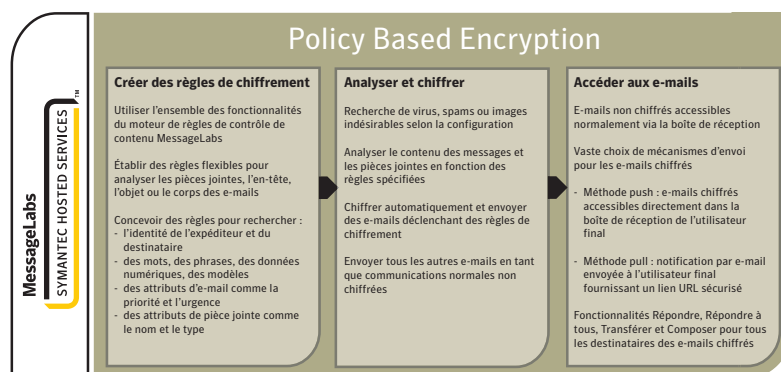 Policy Based Encryption
MessageLabs
SYMANTEC HOSTED SERVICES™
Créer des règles de chiffrement
Utiliser l'ensemble des fonctionnalités
du moteur de règles de contrôle de
contenu MessageLabs
Établir des règles flexibles pour
analyser les pièces jointes, l'en-tête,
l'objet ou le corps des e-mails
Concevoir des règles pour rechercher :
- l'identité de l'expéditeur et du
destinataire
- des mots, des phrases, des données
numériques, des modèles
- des attributs d'e-mail comme la
priorité et l'urgence
- des attributs de pièce jointe comme
le nom et le type
Analyser et chiffrer
Recherche de virus, spams ou images
indésirables selon la configuration
Analyser le contenu des messages et
les pièces jointes en fonction des
règles spécifiées
Chiffrer automatiquement et envoyer
des e-mails déclenchant des règles de
chiffrement
Envoyer tous les autres e-mails en tant
que communications normales non
chiffrées
Accéder aux e-mails
E-mails non chiffrés accessibles
normalement via la boîte de réception
Vaste choix de mécanismes d'envoi
pour les e-mails chiffrés
- Méthode push : e-mails chiffrés
accessibles directement dans la
boîte de réception de l'utilisateur
final
- Méthode pull : notification par e-mail
envoyée à l'utilisateur final
fournissant un lien URL sécurisé
Fonctionnalités Répondre, Répondre à
tous, Transférer et Composer pour tous
les destinataires des e-mails chiffrés